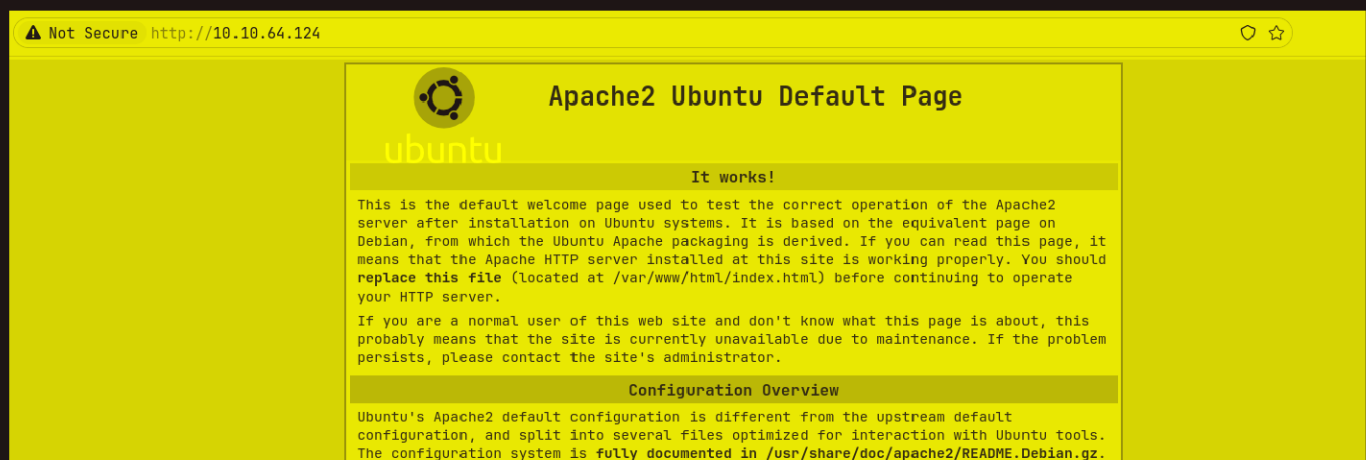 Not Secure http://10.10.64.124
Apache2 Ubuntu Default Page
ubuntu
It works!
This is the default welcome page used to test the correct operation of the Apache2
server after installation on Ubuntu systems. It is based on the equivalent page on
Debian, from which the Ubuntu Apache packaging is derived. If you can read this page, it
means that the Apache HTTP server installed at this site is working properly. You should
replace this file (located at /var/www/html/index.html) before continuing to operate
your HTTP server.
If you are a normal user of this web site and don't know what this page is about, this
probably means that the site is currently unavailable due to maintenance. If the problem
persists, please contact the site's administrator.
Configuration Overview
Ubuntu's Apache2 default configuration is different from the upstream default
configuration, and split into several files optimized for interaction with Ubuntu tools.
The configuration system is fully documented in /usr/share/doc/apache2/README.Debian.gz.